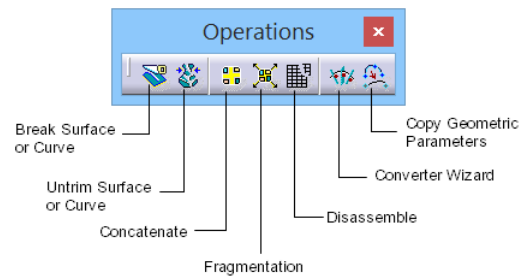 Operations
Break Surface
or Curve
Untrim Surface
or Curve
Concatenate
Fragmentation
Disassemble
Converter Wizard
Copy Geometric
Parameters